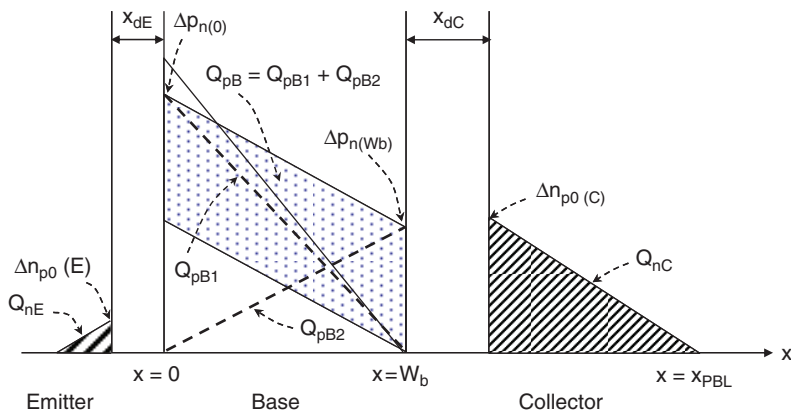 x_dE
x_dC
Δp_n(0)
Q_pB = Q_pB1 + Q_pB2
Δp_n(Wb)
Δn_p0 (C)
Δn_p0 (E)
Q_nE
Q_pB1
Q_pB2
Q_nC
x
x = 0
x=W_b
x = x_PBL
Emitter
Base
Collector